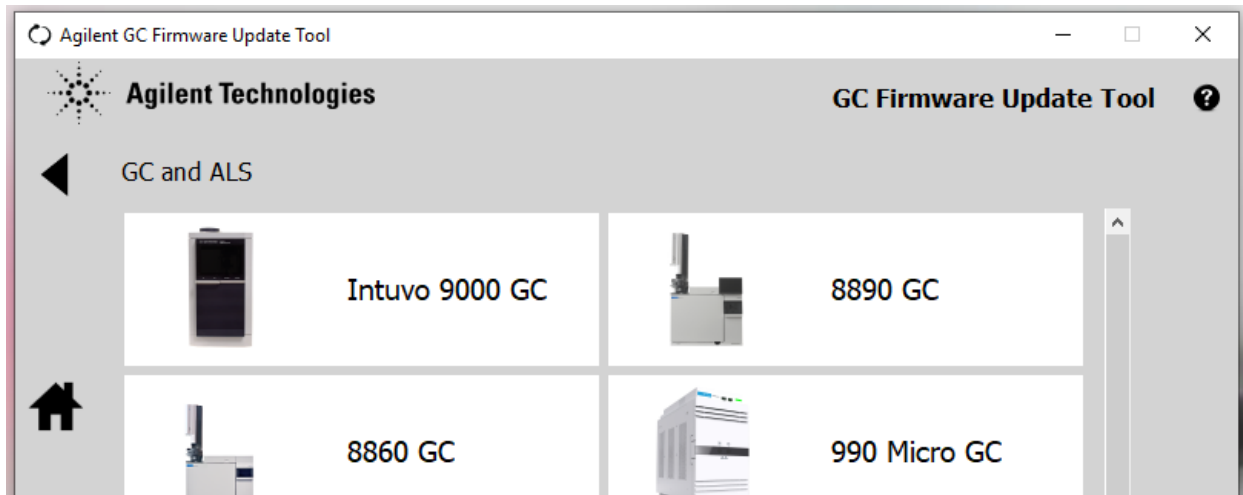 Agilent GC Firmware Update Tool
Agilent Technologies
GC Firmware Update Tool ?
GC and ALS
Intuvo 9000 GC
8890 GC
8860 GC
990 Micro GC